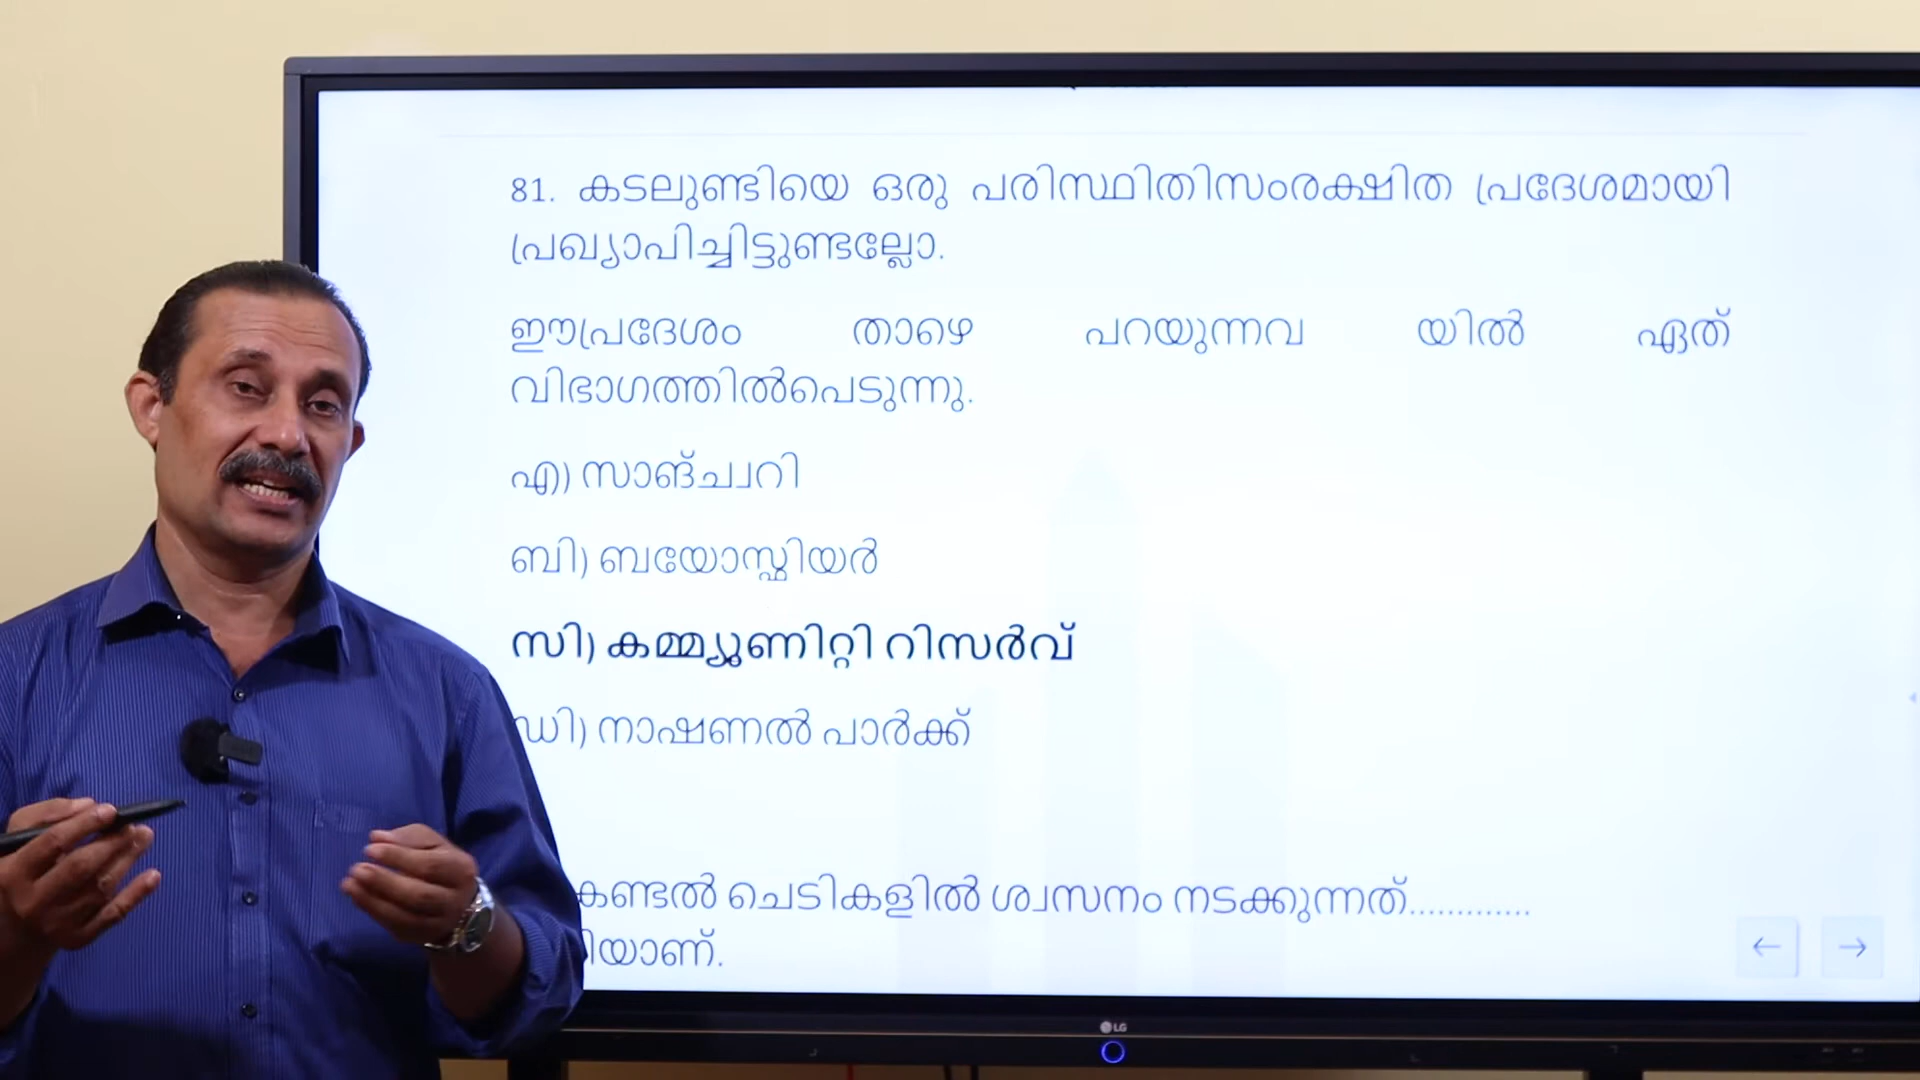 81. കടലുണ്ടിയെ ഒരു പരിസ്ഥിതിസംരക്ഷിത പ്രദേശമായി
പ്രഖ്യാപിച്ചിട്ടുണ്ടല്ലോ.
ഈപ്രദേശം താഴെ പറയുന്നവ യിൽ ഏത്
വിഭാഗത്തിൽപെടുന്നു.
എ) സാങ്ച്വറി
ബി) ബയോസ്ഫിയർ
സി) കമ്മ്യൂണിറ്റി റിസർവ്
ഡി) നാഷണൽ പാർക്ക്
കണ്ടൽ ചെടികളിൽ ശ്വസനം നടക്കുന്നത്.............
യാണ്.
LG